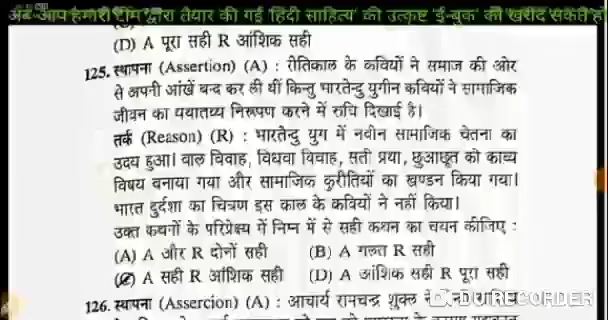 अब आप हमारी टीम द्वारा तैयार की गई हिंदी साहित्य की उत्कृष्ट ई-बुक को खरीद सकते हो
(D) A पूरा सही R आंशिक सही
125. स्थापना (Assertion) (A) : रीतिकाल के कवियों ने समाज की ओर
से अपनी आंखें बन्द कर ही थीं किन्तु भारतेन्दु युगीन कवियों ने सामाजिक
जीवन का यथातथ्य निरूपण करने में रुचि दिखाई है।
तर्क (Reason) (R) : भारतेन्दु युग में नवीन सामाजिक चेतना का
उदय हुआ। वाल विवाह, विधवा विवाह, सती प्रथा, छुआछूत को काव्य
विषय बनाया गया और सामाजिक कुरीतियों का खण्डन किया गया।
भारत दुर्दशा का चित्रण इस काल के कवियों ने नहीं किया।
उक्त कथनों के परिप्रेक्ष्य में निम्न में से सही कथन का चयन कीजिए :
(A) A और R दोनों सही (B) A गलत R सही
(C) A सही R आंशिक सही (D) A आंशिक सही R पूरा सही
126. स्थापना (Assercion) (A) : आचार्य रामचन्द्र शुक्ल
DU RECORDER